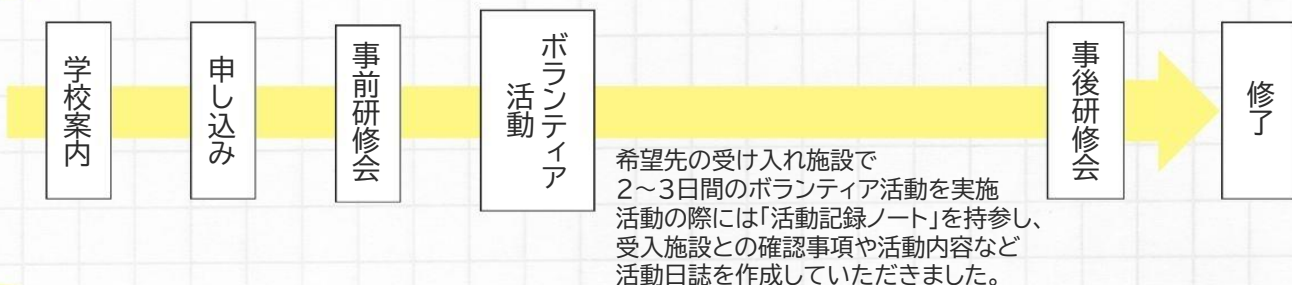 学校案内
申し込み
事前研修会
ボランティア
活動
希望先の受け入れ施設で
2～3日間のボランティア活動を実施
活動の際には「活動記録ノート」を持参し、
受入施設との確認事項や活動内容など
活動日誌を作成していただきました。
事後研修会
修了